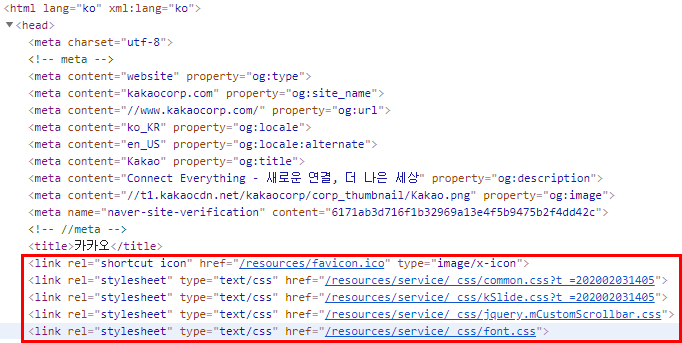 <html lang="ko" xml:lang="ko">
▼<head>
<meta charset="utf-8">
<!-- meta -->
<meta content="website" property="og:type">
<meta content="kakaocorp.com" property="og:site_name">
<meta content="//www.kakaocorp.com/" property="og:url">
<meta content="ko_KR" property="og:locale">
<meta content="en_US" property="og:locale:alternate">
<meta content="Kakao" property="og:title">
<meta content="Connect Everything - 새로운 연결, 더 나은 세상" property="og:description">
<meta content="//t1.kakaocdn.net/kakaocorp/corp_thumbnail/Kakao.png" property="og:image">
<meta name="naver-site-verification" content="6171ab3d716f1b32969a13e4f5b9475b2f4dd42c">
<!-- //meta -->
<title>카카오</title>
<link rel="shortcut icon" href="/resources/favicon.ico" type="image/x-icon">
<link rel="stylesheet" type="text/css" href="/resources/service/_css/common.css?t_=202002031405">
<link rel="stylesheet" type="text/css" href="/resources/service/_css/kSlide.css?t_=202002031405">
<link rel="stylesheet" type="text/css" href="/resources/service/_css/jquery.mCustomScrollbar.css">
<link rel="stylesheet" type="text/css" href="/resources/service/_css/font.css">